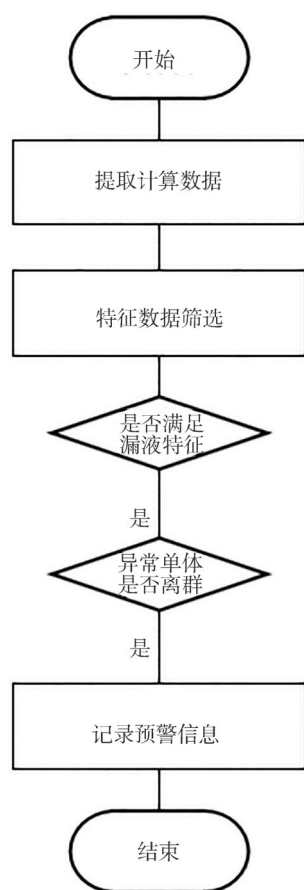 开始
提取计算数据
特征数据筛选
是否满足
漏液特征
是
异常单体
是否离群
是
记录预警信息
结束